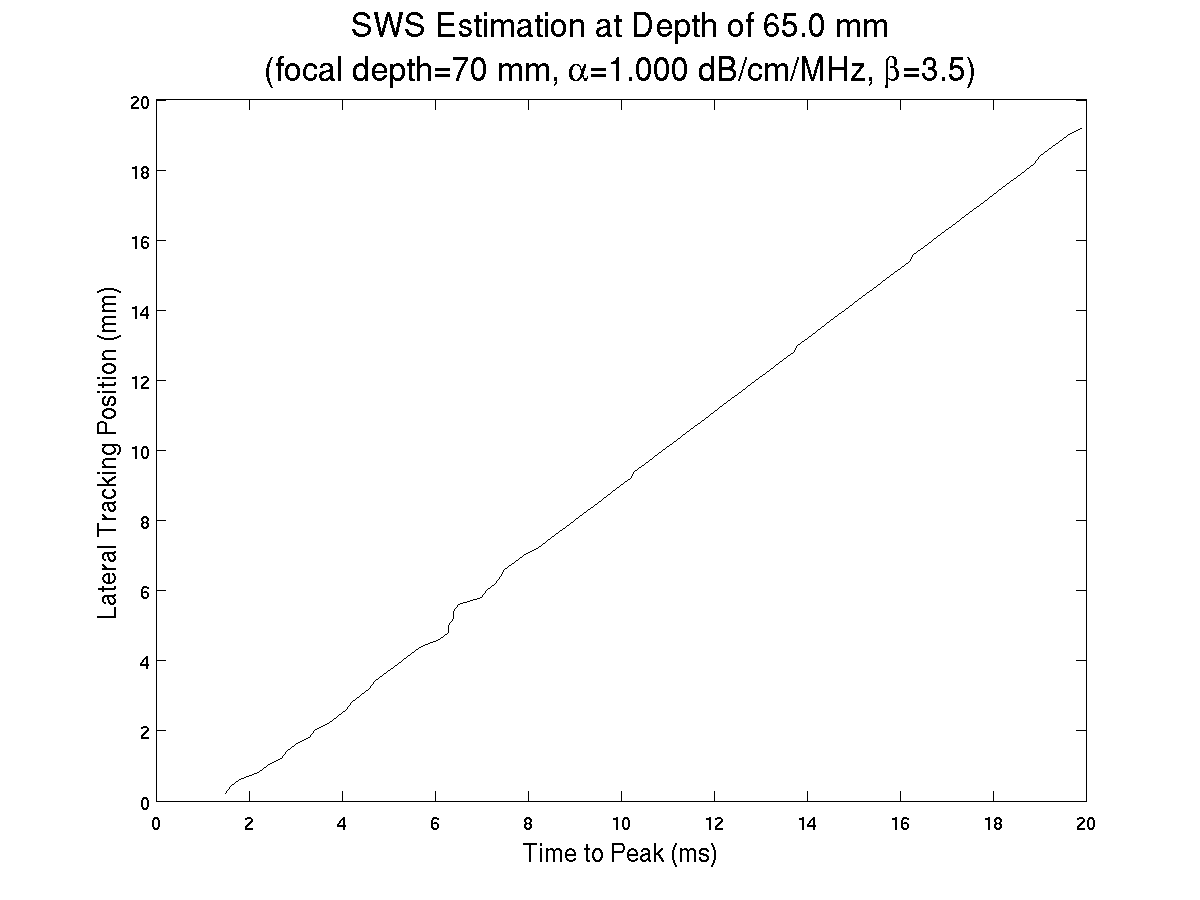 SWS Estimation at Depth of 65.0 mm
(focal depth=70 mm, α=1.000 dB/cm/MHz, β=3.5)
20
18
16
14
12
10
8
6
4
2
0
Lateral Tracking Position (mm)
0 2 4 6 8 10 12 14 16 18 20
Time to Peak (ms)